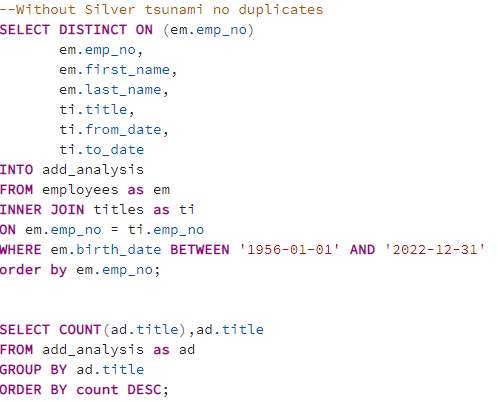 --Without Silver tsunami no duplicates
SELECT DISTINCT ON (em.emp_no)
em.emp_no,
em.first_name,
em.last_name,
ti.title,
ti.from_date,
ti.to_date
INTO add_analysis
FROM employees as em
INNER JOIN titles as ti
ON em.emp_no = ti.emp_no
WHERE em.birth_date BETWEEN '1956-01-01' AND '2022-12-31'
order by em.emp_no;
SELECT COUNT(ad.title),ad.title
FROM add_analysis as ad
GROUP BY ad.title
ORDER BY count DESC;